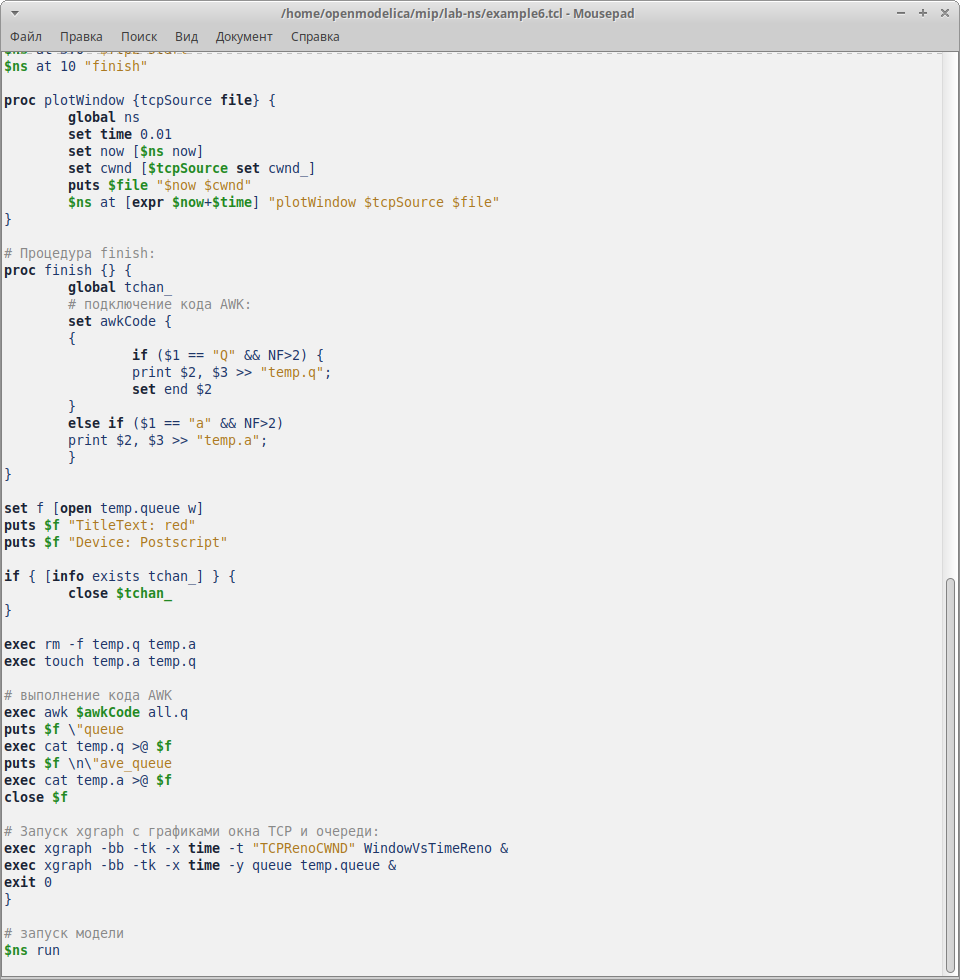 /home/openmodelica/mip/lab-ns/example6.tcl - Mousepad
Файл Правка Поиск Вид Документ Справка
$ns at 10 "finish"
proc plotWindow {tcpSource file} {
global ns
set time 0.01
set now [$ns now]
set cwnd [$tcpSource set cwnd_]
puts $file "$now $cwnd"
$ns at [expr $now+$time] "plotWindow $tcpSource $file"
}
# Процедура finish:
proc finish {} {
global tchan_
# подключение кода AWK:
set awkCode {
{
if ($1 == "Q" && NF>2) {
print $2, $3 >> "temp.q";
set end $2
}
else if ($1 == "a" && NF>2)
print $2, $3 >> "temp.a";
}
}
set f [open temp.queue w]
puts $f "TitleText: red"
puts $f "Device: Postscript"
if { [info exists tchan_] } {
close $tchan_
}
exec rm -f temp.q temp.a
exec touch temp.a temp.q
# выполнение кода AWK
exec awk $awkCode all.q
puts $f \"queue
exec cat temp.q >@ $f
puts $f \n\"ave_queue
exec cat temp.a >@ $f
close $f
# Запуск xgraph с графиками окна TCP и очереди:
exec xgraph -bb -tk -x time -t "TCPRenoCWND" WindowVsTimeReno &
exec xgraph -bb -tk -x time -y queue temp.queue &
exit 0
}
# запуск модели
$ns run